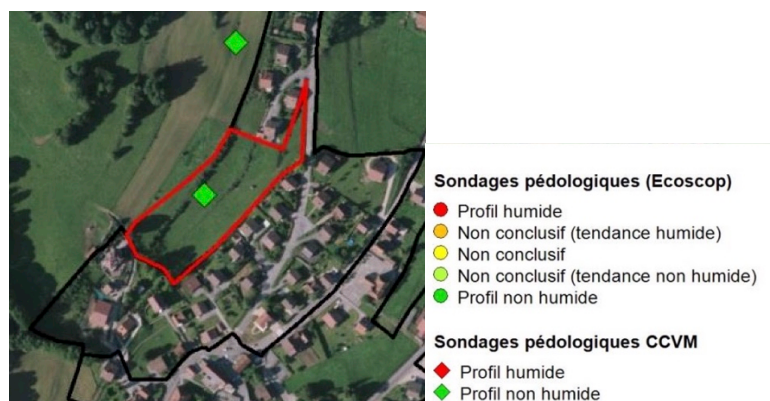 Sondages pédologiques (Ecoscop)
Profil humide
Non conclusif (tendance humide)
Non conclusif
Non conclusif (tendance non humide)
Profil non humide
Sondages pédologiques CCVM
Profil humide
Profil non humide